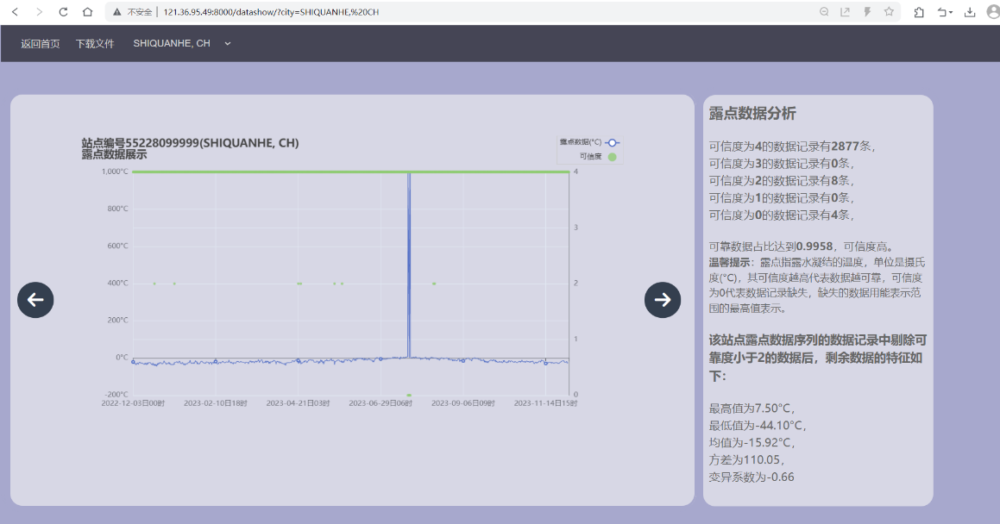 不安全 121.36.95.49:8000/datashow/?city=SHIQUANHE,%20CH
返回首页 下载文件 SHIQUANHE, CH
站点编号55228099999(SHIQUANHE, CH)
露点数据展示
露点数据(°C)
可信度
1,000°C
800°C
600°C
400°C
200°C
0°C
-200°C
4
3
2
1
0
2022-12-03日00时 2023-02-10日18时 2023-04-21日03时 2023-06-29日06时 2023-09-06日09时 2023-11-14日15时
露点数据分析
可信度为4的数据记录有2877条，
可信度为3的数据记录有0条，
可信度为2的数据记录有8条，
可信度为1的数据记录有0条，
可信度为0的数据记录有4条，
可靠数据占比达到0.9958，可信度高。
温馨提示：露点指露水凝结的温度，单位是摄氏
度(°C)，其可信度越高代表数据越可靠，可信度
为0代表数据记录缺失，缺失的数据用能表示范
围的最高值表示。
该站点露点数据序列的数据记录中剔除可
靠度小于2的数据后，剩余数据的特征如
下：
最高值为7.50°C，
最低值为-44.10°C，
均值为-15.92°C，
方差为110.05，
变异系数为-0.66